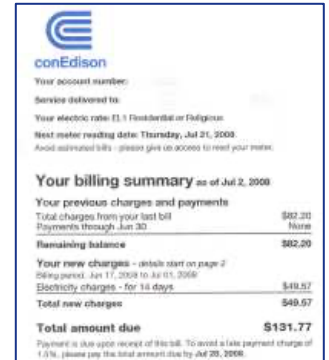 conEdison
Your account number:
Service delivered to:
Your electric rate: EL1 Residential or Religious
Next meter reading date: Thursday, Jul 21, 2008
Avoid estimated bills - please give us access to read your meter.
Your billing summary as of Jul 2, 2008
Your previous charges and payments
Total charges from your last bill $82.20
Payments through Jun 30 None
Remaining balance $82.20
Your new charges - details start on page 2
Billing period: Jun 17, 2008 to Jul 01, 2008
Electricity charges - for 14 days $49.57
Total new charges $49.57
Total amount due $131.77
Payment is due upon receipt of this bill. To avoid a late payment charge of
1.5%, please pay the total amount due by Jul 28, 2008.